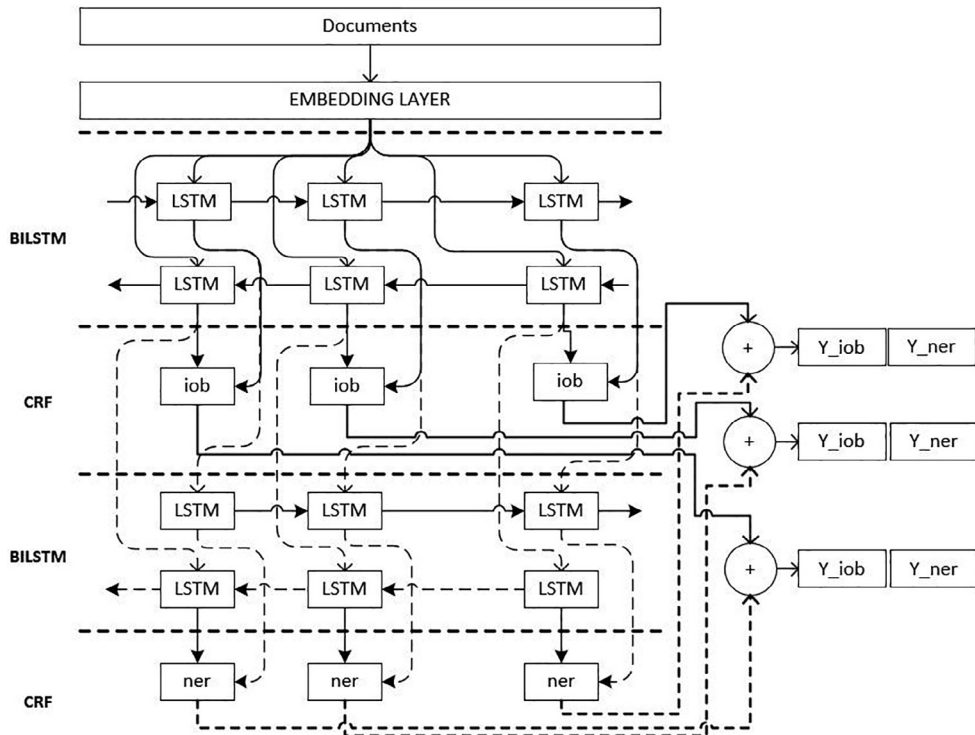 Documents
EMBEDDING LAYER
LSTM LSTM LSTM
BILSTM
LSTM LSTM LSTM
+ Y_iob Y_ner
iob iob iob
CRF
+ Y_iob Y_ner
LSTM LSTM LSTM
BILSTM
+ Y_iob Y_ner
LSTM LSTM LSTM
ner ner ner
CRF